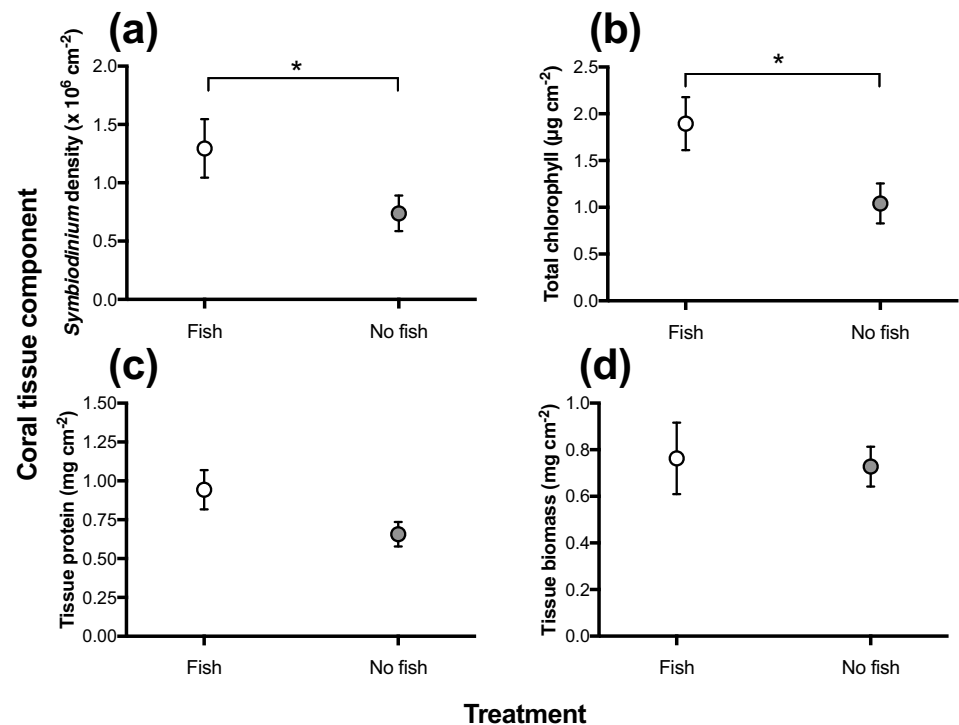 (a)
Symbiodinium density (x 10⁶ cm⁻²)
2.0
1.5
1.0
0.5
0.0
*
Fish
No fish
(b)
Total chlorophyll (µg cm⁻²)
2.5
2.0
1.5
1.0
0.5
0.0
*
Fish
No fish
Coral tissue component
(c)
Tissue protein (mg cm⁻²)
1.50
1.25
1.00
0.75
0.50
0.25
0.00
Fish
No fish
(d)
Tissue biomass (mg cm⁻²)
1.0
0.8
0.6
0.4
0.2
0.0
Fish
No fish
Treatment